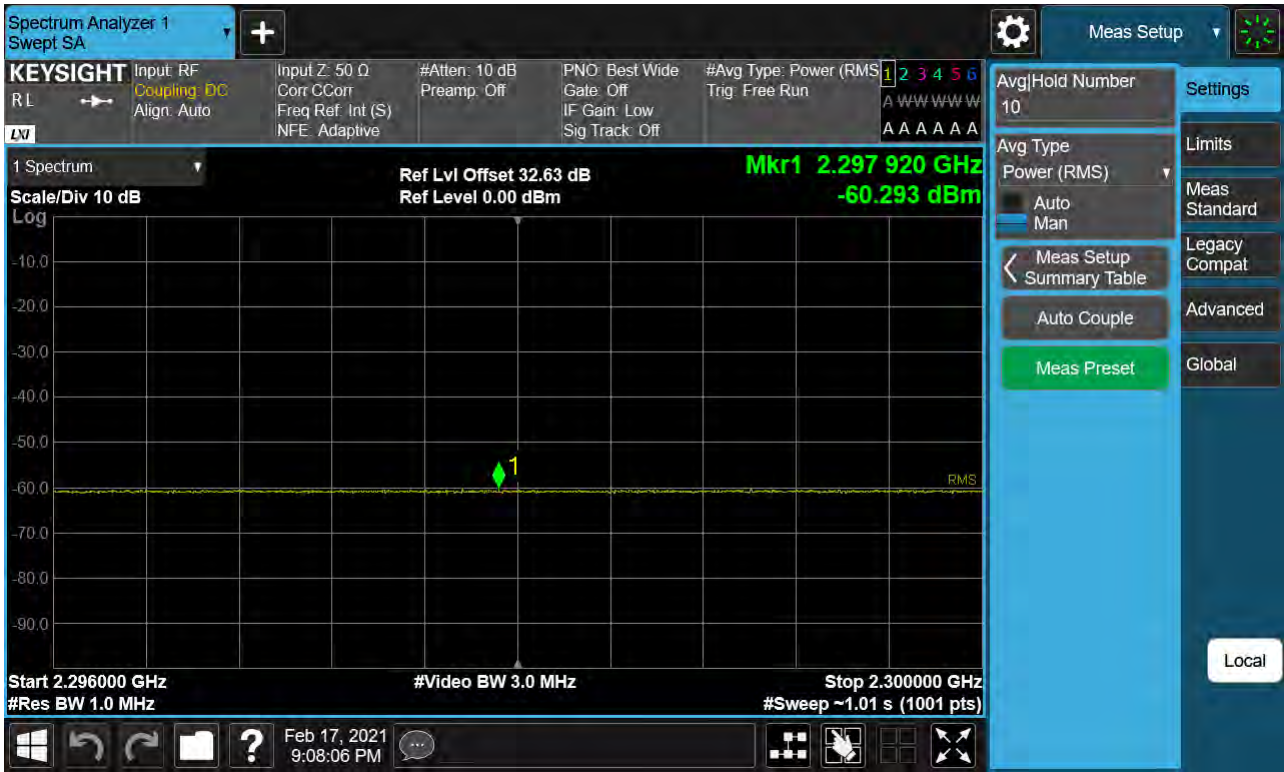 Spectrum Analyzer 1
Swept SA
+
Meas Setup
KEYSIGHT
RL
LXI
Input: RF
Coupling: DC
Align: Auto
Input Z: 50 Ω
Corr CCorr
Freq Ref: Int (S)
NFE: Adaptive
#Atten: 10 dB
Preamp: Off
PNO: Best Wide
Gate: Off
IF Gain: Low
Sig Track: Off
#Avg Type: Power (RMS
Trig: Free Run
1 2 3 4 5 6
A W W W W W
A A A A A A
1 Spectrum
Scale/Div 10 dB
Log
Ref Lvl Offset 32.63 dB
Ref Level 0.00 dBm
Mkr1 2.297 920 GHz
-60.293 dBm
-10.0
-20.0
-30.0
-40.0
-50.0
-60.0
-70.0
-80.0
-90.0
1
RMS
Start 2.296000 GHz
#Res BW 1.0 MHz
#Video BW 3.0 MHz
Stop 2.300000 GHz
#Sweep ~1.01 s (1001 pts)
Avg|Hold Number
10
Avg Type
Power (RMS)
Auto
Man
Meas Setup
Summary Table
Auto Couple
Meas Preset
Settings
Limits
Meas
Standard
Legacy
Compat
Advanced
Global
Local
?
Feb 17, 2021
9:08:06 PM